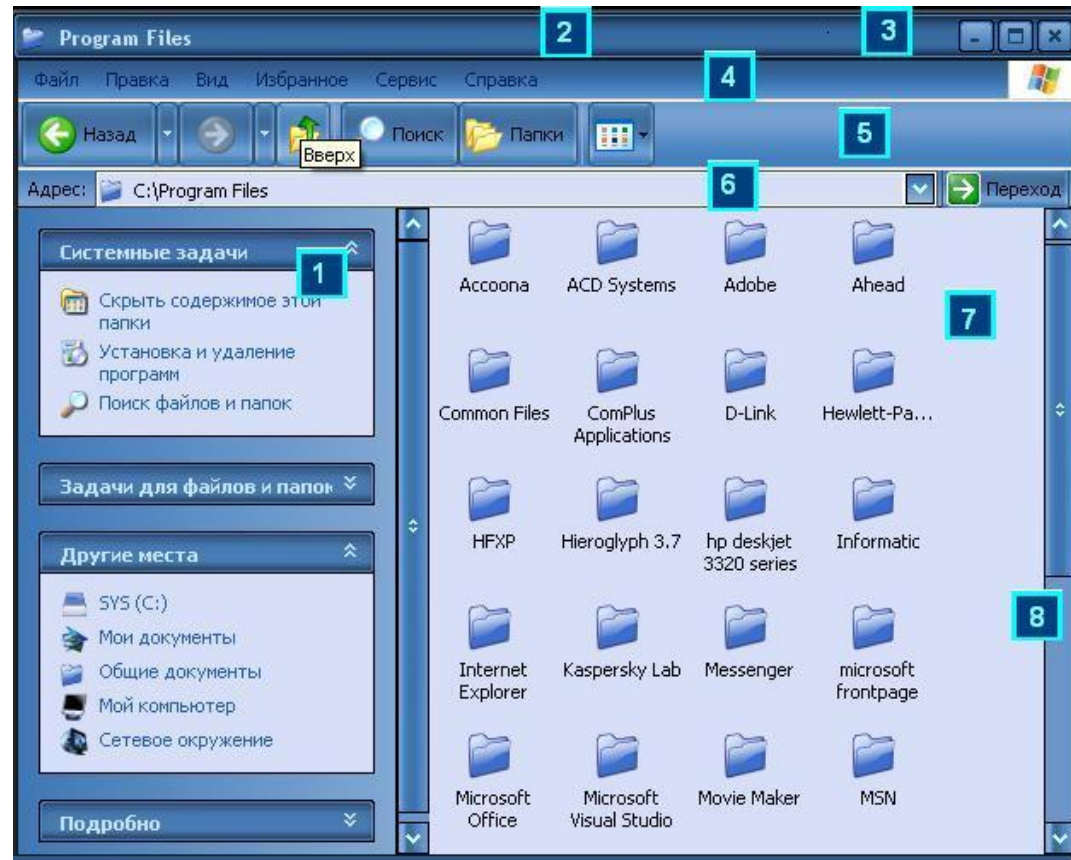 Program Files
2
3
Файл Правка Вид Избранное Сервис Справка
4
Назад
Поиск
Папки
5
Вверх
Адрес: C:\Program Files
6
Переход
Системные задачи
1
Скрыть содержимое этой
папки
Установка и удаление
программ
Поиск файлов и папок
Задачи для файлов и папок
Другие места
SYS (C:)
Мои документы
Общие документы
Мой компьютер
Сетевое окружение
Подробно
Accoona ACD Systems Adobe Ahead
7
Common Files ComPlus D-Link Hewlett-Pa...
Applications
HFXP Hieroglyph 3.7 hp deskjet Informatic
3320 series
8
Internet Kaspersky Lab Messenger microsoft
Explorer frontpage
Microsoft Microsoft Movie Maker MSN
Office Visual Studio